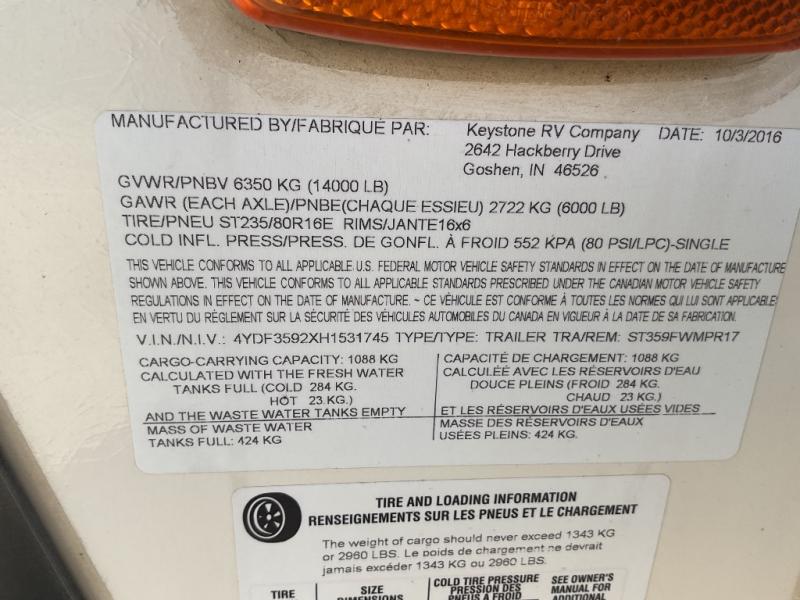 MANUFACTURED BY/FABRIQUÉ PAR: Keystone RV Company DATE: 10/3/2016
2642 Hackberry Drive
Goshen, IN 46526
GVWR/PNBV 6350 KG (14000 LB)
GAWR (EACH AXLE)/PNBE(CHAQUE ESSIEU) 2722 KG (6000 LB)
TIRE/PNEU ST235/80R16E RIMS/JANTE16x6
COLD INFL. PRESS/PRESS. DE GONFL. À FROID 552 KPA (80 PSI/LPC)-SINGLE
THIS VEHICLE CONFORMS TO ALL APPLICABLE U.S. FEDERAL MOTOR VEHICLE SAFETY STANDARDS IN EFFECT ON THE DATE OF MANUFACTURE
SHOWN ABOVE. THIS VEHICLE CONFORMS TO ALL APPLICABLE STANDARDS PRESCRIBED UNDER THE CANADIAN MOTOR VEHICLE SAFETY
REGULATIONS IN EFFECT ON THE DATE OF MANUFACTURE. ~ CE VÉHICULE EST CONFORME À TOUTES LES NORMES QUI LUI SONT APPLICABLES
EN VERTU DU RÈGLEMENT SUR LA SÉCURITÉ DES VÉHICULES AUTOMOBILES DU CANADA EN VIGUEUR À LA DATE DE SA FABRICATION.
V.I.N./N.I.V.: 4YDF3592XH1531745 TYPE/TYPE: TRAILER TRA/REM: ST359FWMPR17
CARGO-CARRYING CAPACITY: 1088 KG
CALCULATED WITH THE FRESH WATER
TANKS FULL (COLD 284 KG.
HOT 23 KG.)
AND THE WASTE WATER TANKS EMPTY
MASS OF WASTE WATER
TANKS FULL: 424 KG
CAPACITÉ DE CHARGEMENT: 1088 KG
CALCULÉE AVEC LES RÉSERVOIRS D'EAU
DOUCE PLEINS (FROID 284 KG.
CHAUD 23 KG.)
ET LES RÉSERVOIRS D'EAUX USÉES VIDES
MASSE DES RÉSERVOIRS D'EAUX
USÉES PLEINS: 424 KG.
TIRE AND LOADING INFORMATION
RENSEIGNEMENTS SUR LES PNEUS ET LE CHARGEMENT
The weight of cargo should never exceed 1343 KG
or 2960 LBS. Le poids de chargement ne devrait
jamais excéder 1343 KG ou 2960 LBS.
TIRE
SIZE
DIMENSIONS
COLD TIRE PRESSURE
PRESSION DES
PNEUS A FROID
SEE OWNER'S
MANUAL FOR
ADDITIONAL